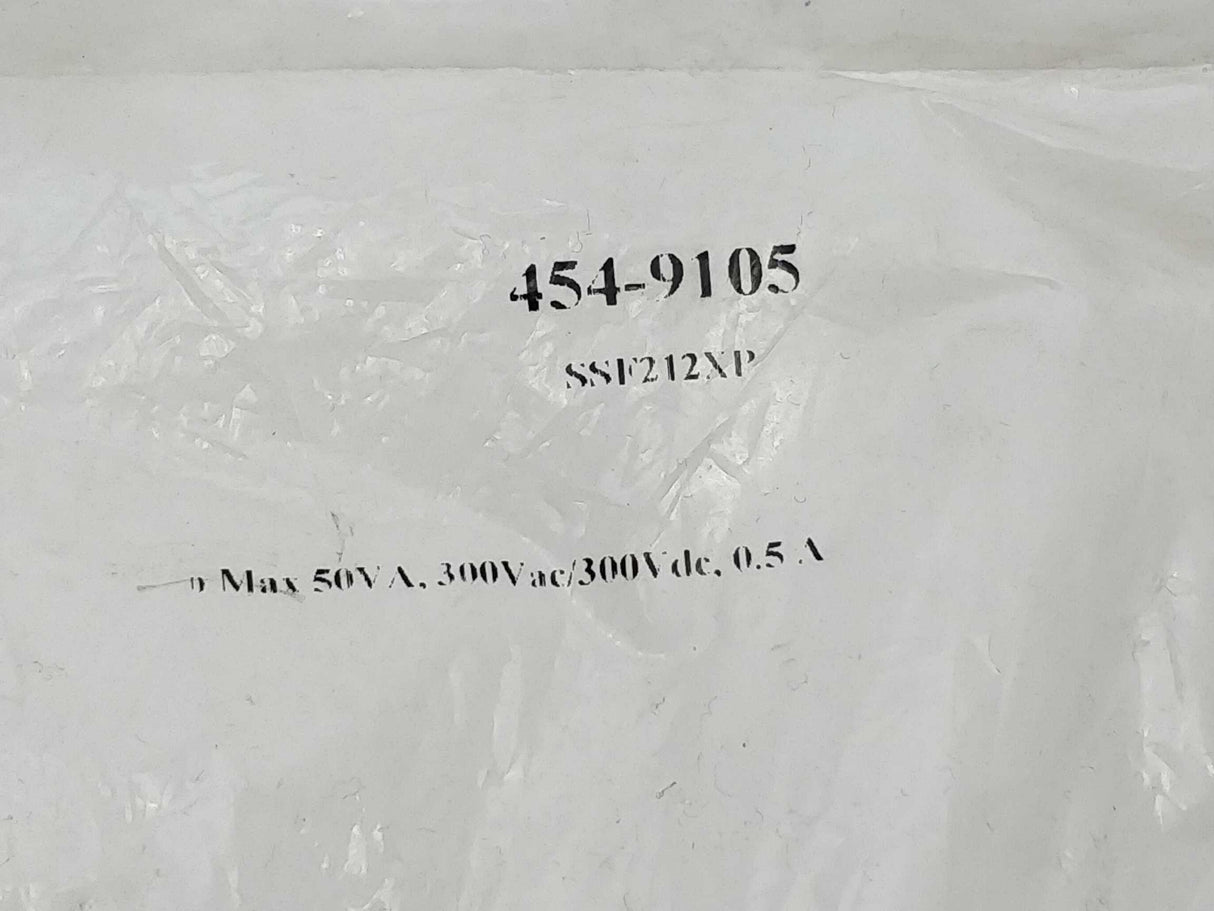 454-9105
SSF212XP
Max 50VA, 300Vac/300Vdc, 0.5 A